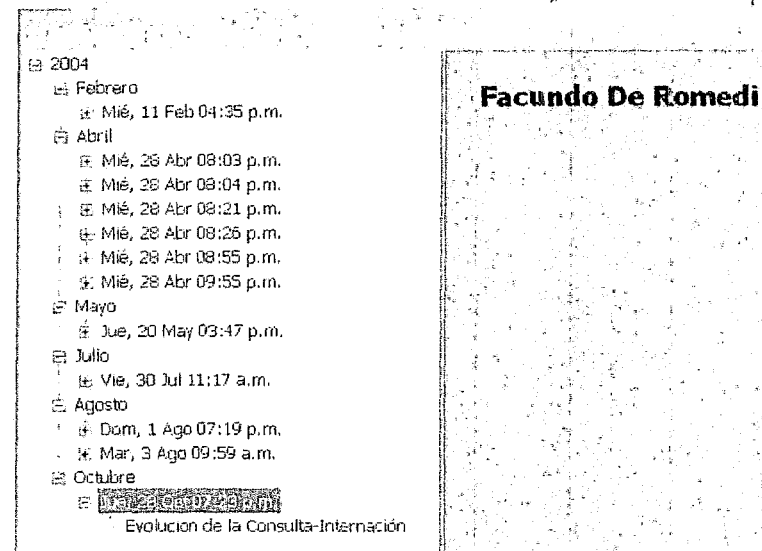 2004
Febrero
Mié, 11 Feb 04:35 p.m.
Abril
Mié, 28 Abr 08:03 p.m.
Mié, 28 Abr 08:04 p.m.
Mié, 28 Abr 08:21 p.m.
Mié, 28 Abr 08:26 p.m.
Mié, 28 Abr 08:55 p.m.
Mié, 28 Abr 09:55 p.m.
Mayo
Jue, 20 May 03:47 p.m.
Julio
Vie, 30 Jul 11:17 a.m.
Agosto
Dom, 1 Ago 07:19 p.m.
Mar, 3 Ago 09:59 a.m.
Octubre
p.m.
Evolucion de la Consulta-Internación
Facundo De Romedi